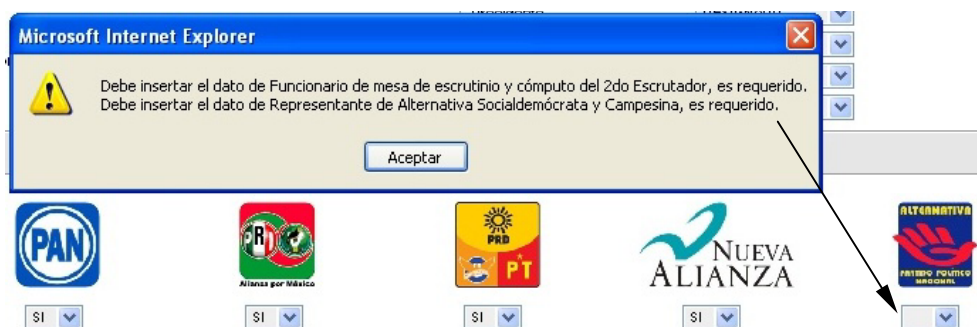 Microsoft Internet Explorer
Debe insertar el dato de Funcionario de mesa de escrutinio y cómputo del 2do Escrutador, es requerido.
Debe insertar el dato de Representante de Alternativa Socialdemócrata y Campesina, es requerido.
Aceptar
PAN
PRD
Alianza por México
PRD
PT
NUEVA
ALIANZA
ALTERNATIVA
PARTIDO POLÍTICO
NACIONAL
SI
SI
SI
SI